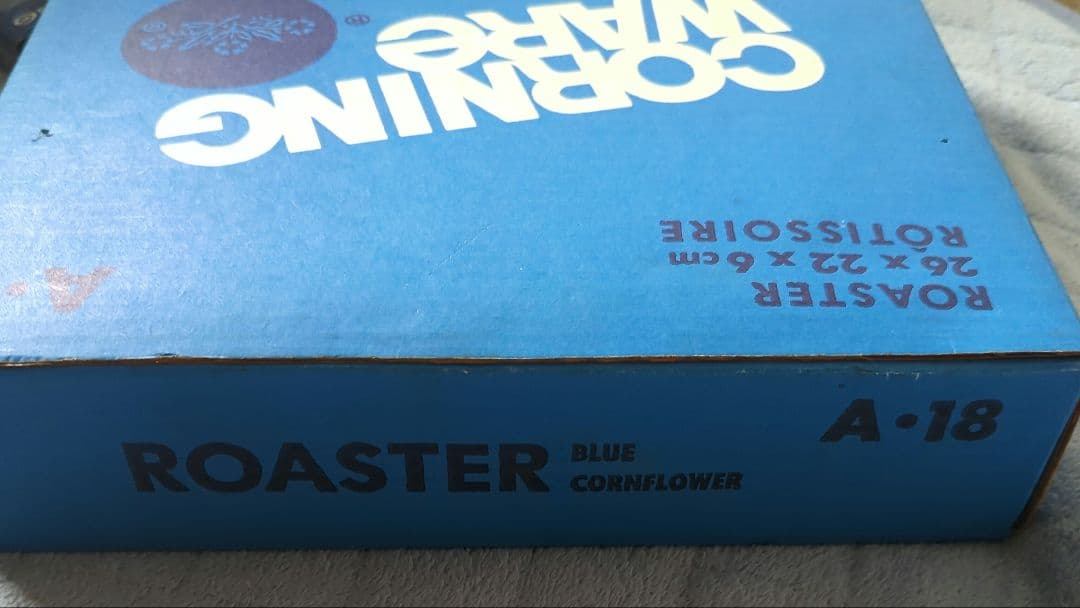 CORNING
WARE®
ROASTER
26 x 22 x 6 cm
RÔTISSOIRE
A·
ROASTER
BLUE
CORNFLOWER
A·18